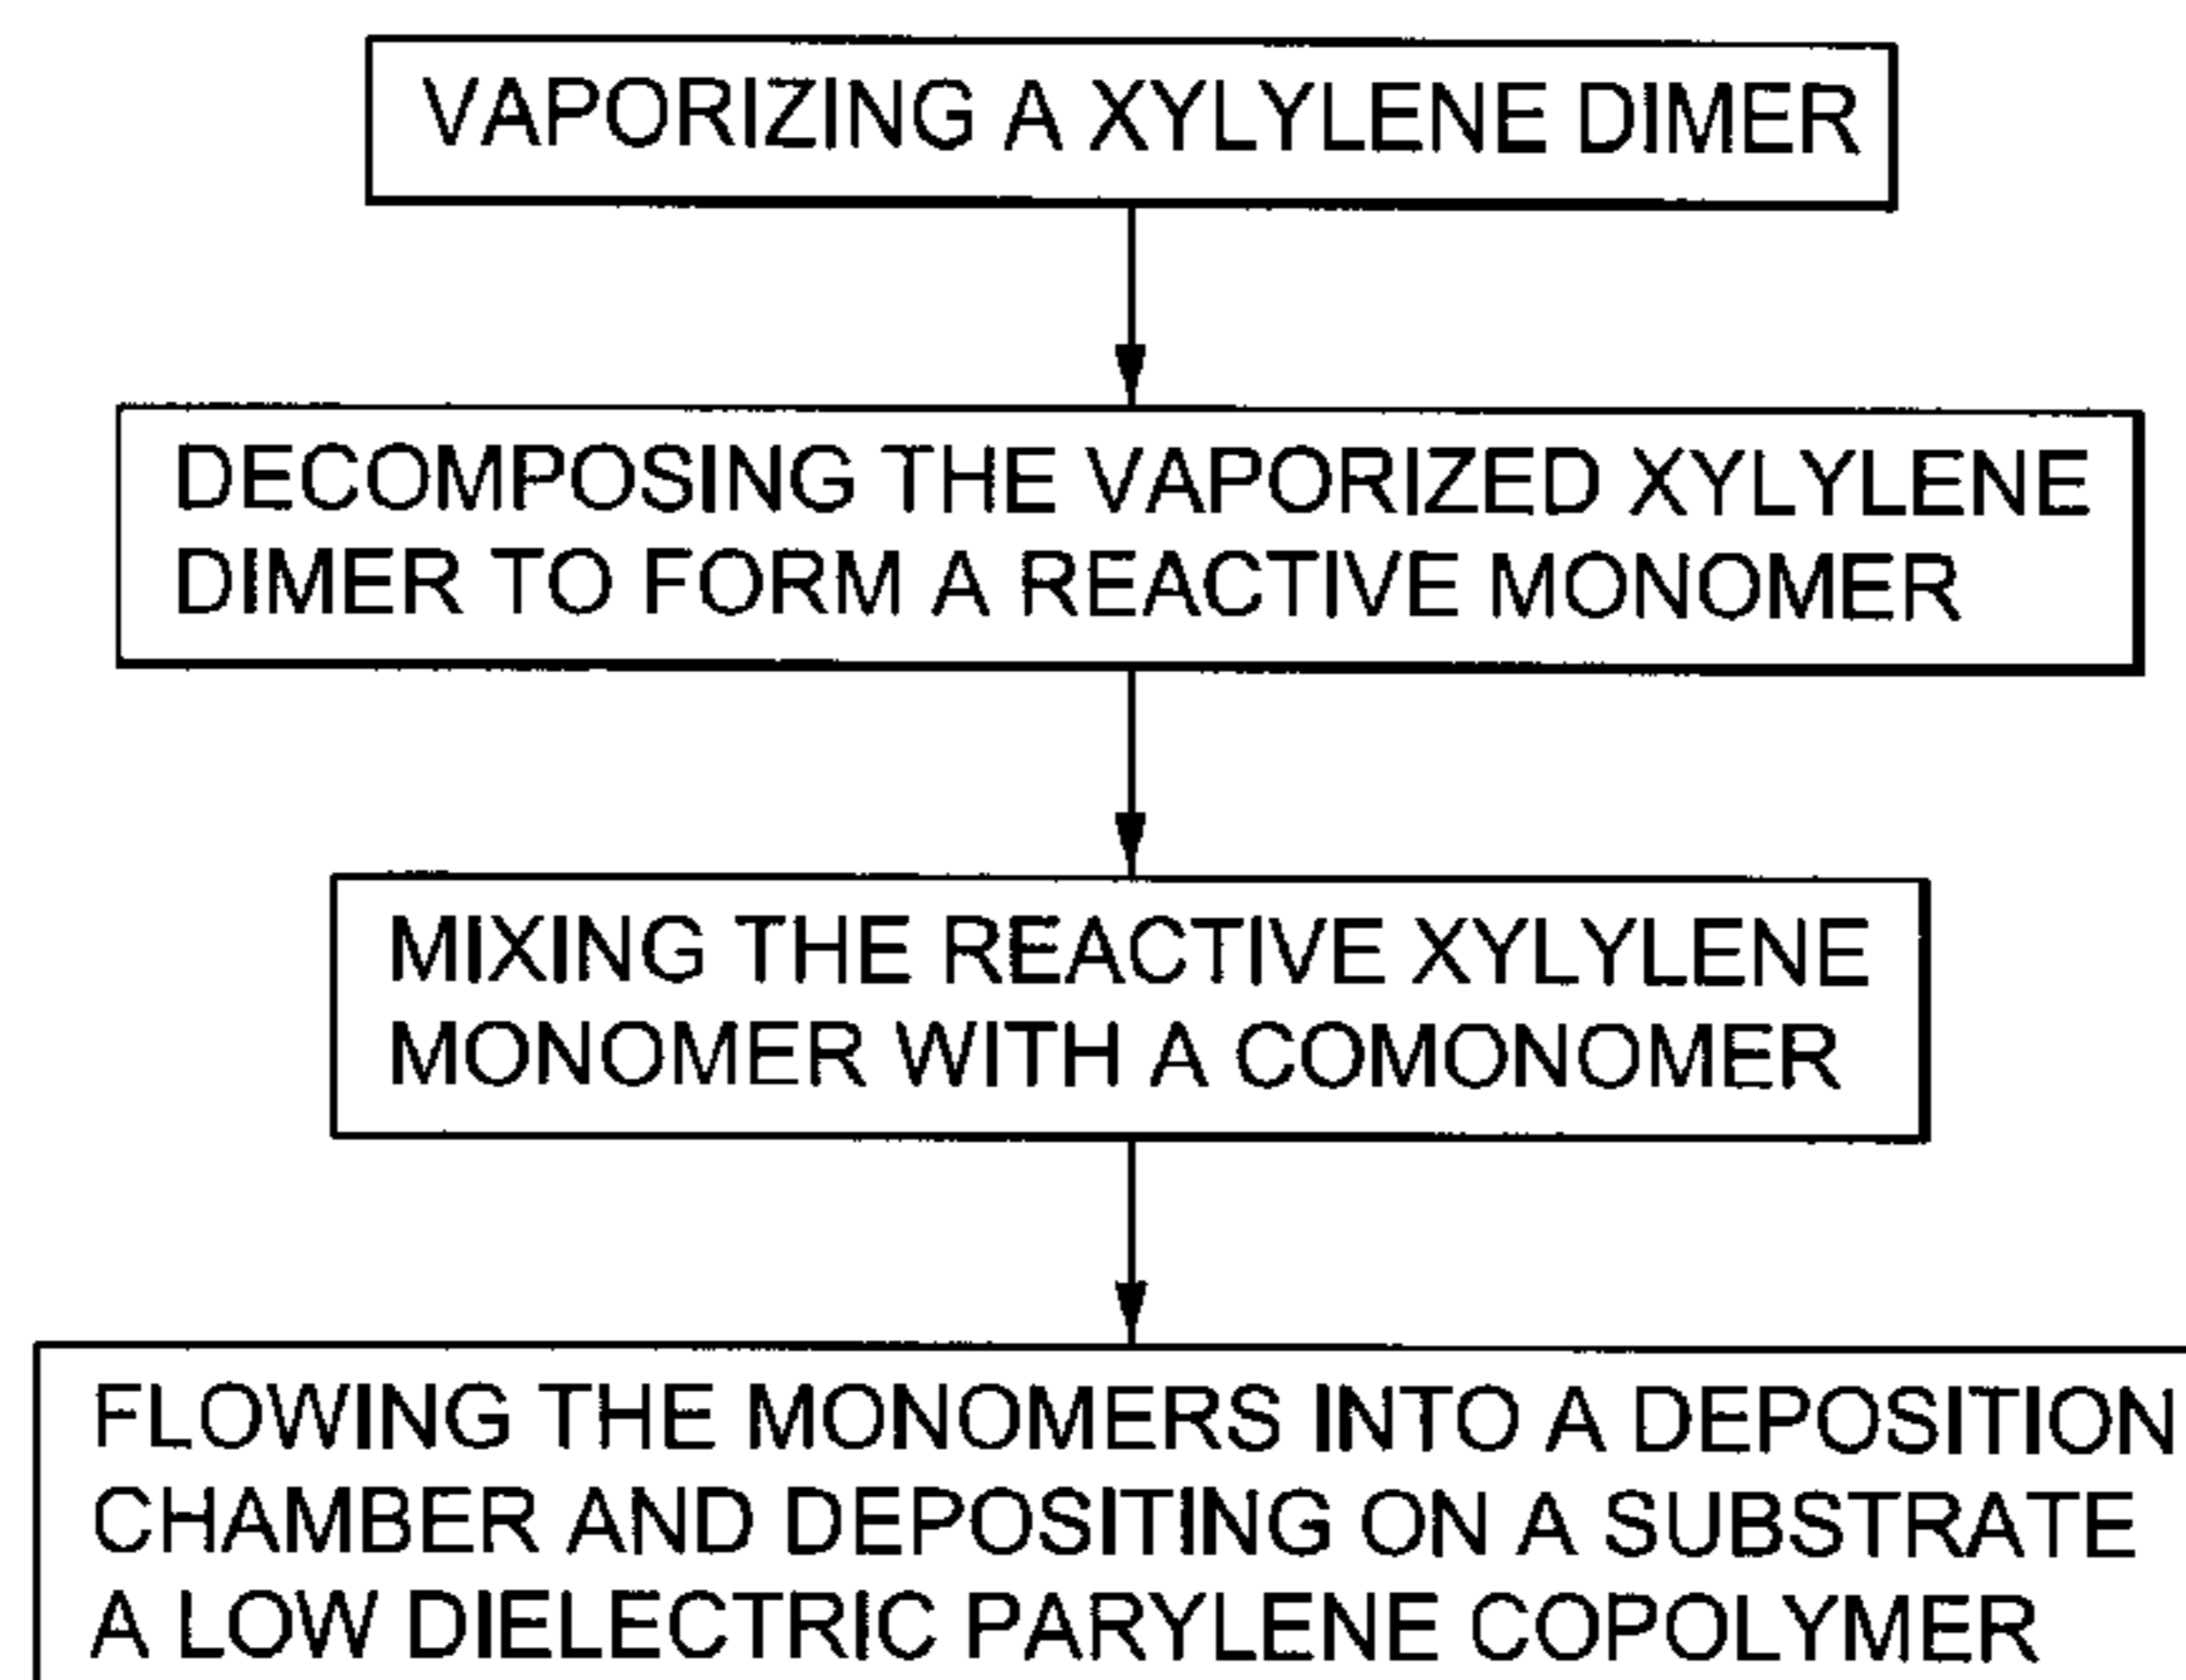 VAPORIZING A XYLYLENE DIMER
DECOMPOSING THE VAPORIZED XYLYLENE
DIMER TO FORM A REACTIVE MONOMER
MIXING THE REACTIVE XYLYLENE
MONOMER WITH A COMONOMER
FLOWING THE MONOMERS INTO A DEPOSITION
CHAMBER AND DEPOSITING ON A SUBSTRATE
A LOW DIELECTRIC PARYLENE COPOLYMER